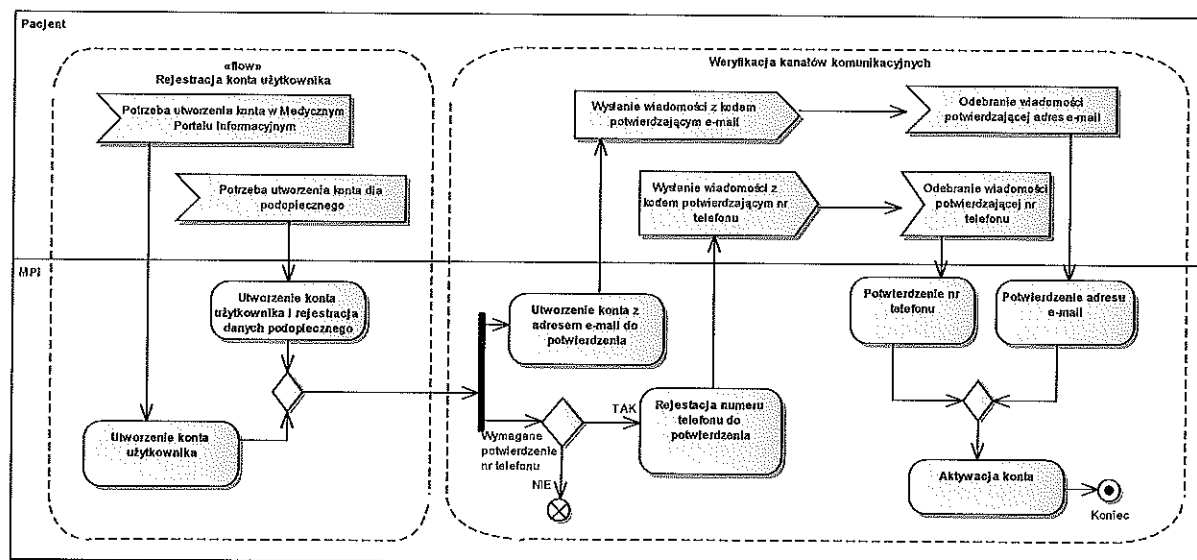 Pacjent
«flow»
Rejestracja konta użytkownika
Potrzeba utworzenia konta w Medycznym
Portalu Informacyjnym
Potrzeba utworzenia konta dla
podopiecznego
Weryfikacja kanałów komunikacyjnych
Wysłanie wiadomości z kodem
potwierdzającym e-mail
Odebranie wiadomości
potwierdzającej adres e-mail
Wysłanie wiadomości z
kodem potwierdzającym nr
telefonu
Odebranie wiadomości
potwierdzającej nr
telefonu
MPI
Utworzenie konta
użytkownika i rejestracja
danych podopiecznego
Utworzenie konta
użytkownika
Utworzenie konta z
adresem e-mail do
potwierdzenia
Wymagane
potwierdzenie
nr telefonu
TAK
NIE
Rejestacja numeru
telefonu do
potwierdzenia
Potwierdzenie nr
telefonu
Potwierdzenie adresu
e-mail
Aktywacja konta
Koniec